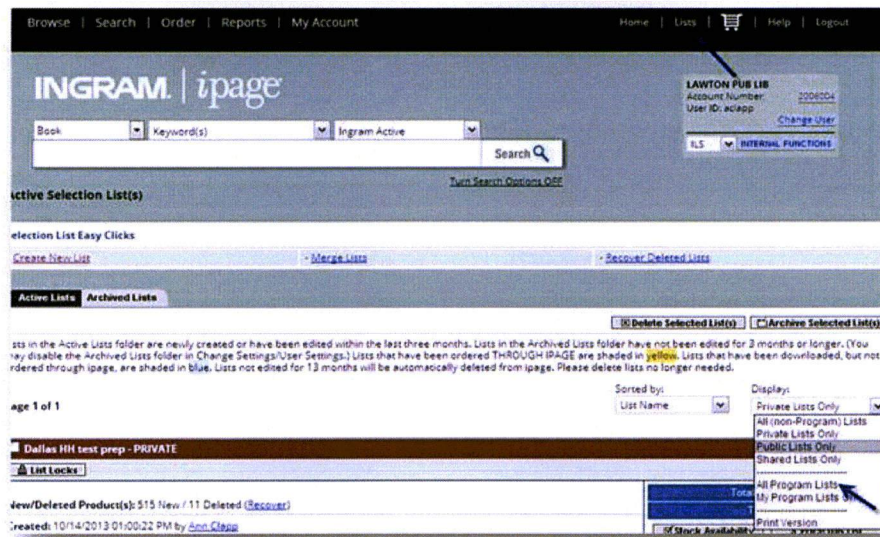 Browse | Search | Order | Reports | My Account Home | Lists | | Help | Logout
INGRAM. | ipage
LAWTON PUB LIB
Account Number: 2006004
User ID: aclapp
Change User
ILS INTERNAL FUNCTIONS
Book Keyword(s) Ingram Active
Search
Turn Search Options OFF
ctive Selection List(s)
election List Easy Clicks
Create New List - Merge Lists - Recover Deleted Lists
Active Lists Archived Lists
Delete Selected List(s) Archive Selected List(s)
sts in the Active Lists folder are newly created or have been edited within the last three months. Lists in the Archived Lists folder have not been edited for 3 months or longer. (You
ay disable the Archived Lists folder in Change Settings/User Settings.) Lists that have been ordered THROUGH IPAGE are shaded in yellow. Lists that have been downloaded, but not
rdered through ipage, are shaded in blue. Lists not edited for 13 months will be automatically deleted from ipage. Please delete lists no longer needed.
Sorted by: Display:
age 1 of 1 List Name Private Lists Only
All (non-Program) Lists
Private Lists Only
Public Lists Only
Shared Lists Only
All Program Lists
My Program Lists Only
Print Version
Dallas HH test prep - PRIVATE
List Locks
New/Deleted Product(s): 515 New / 11 Deleted (Recover)
Created: 10/14/2013 01:00:22 PM by Ann Clapp
Stock Availability